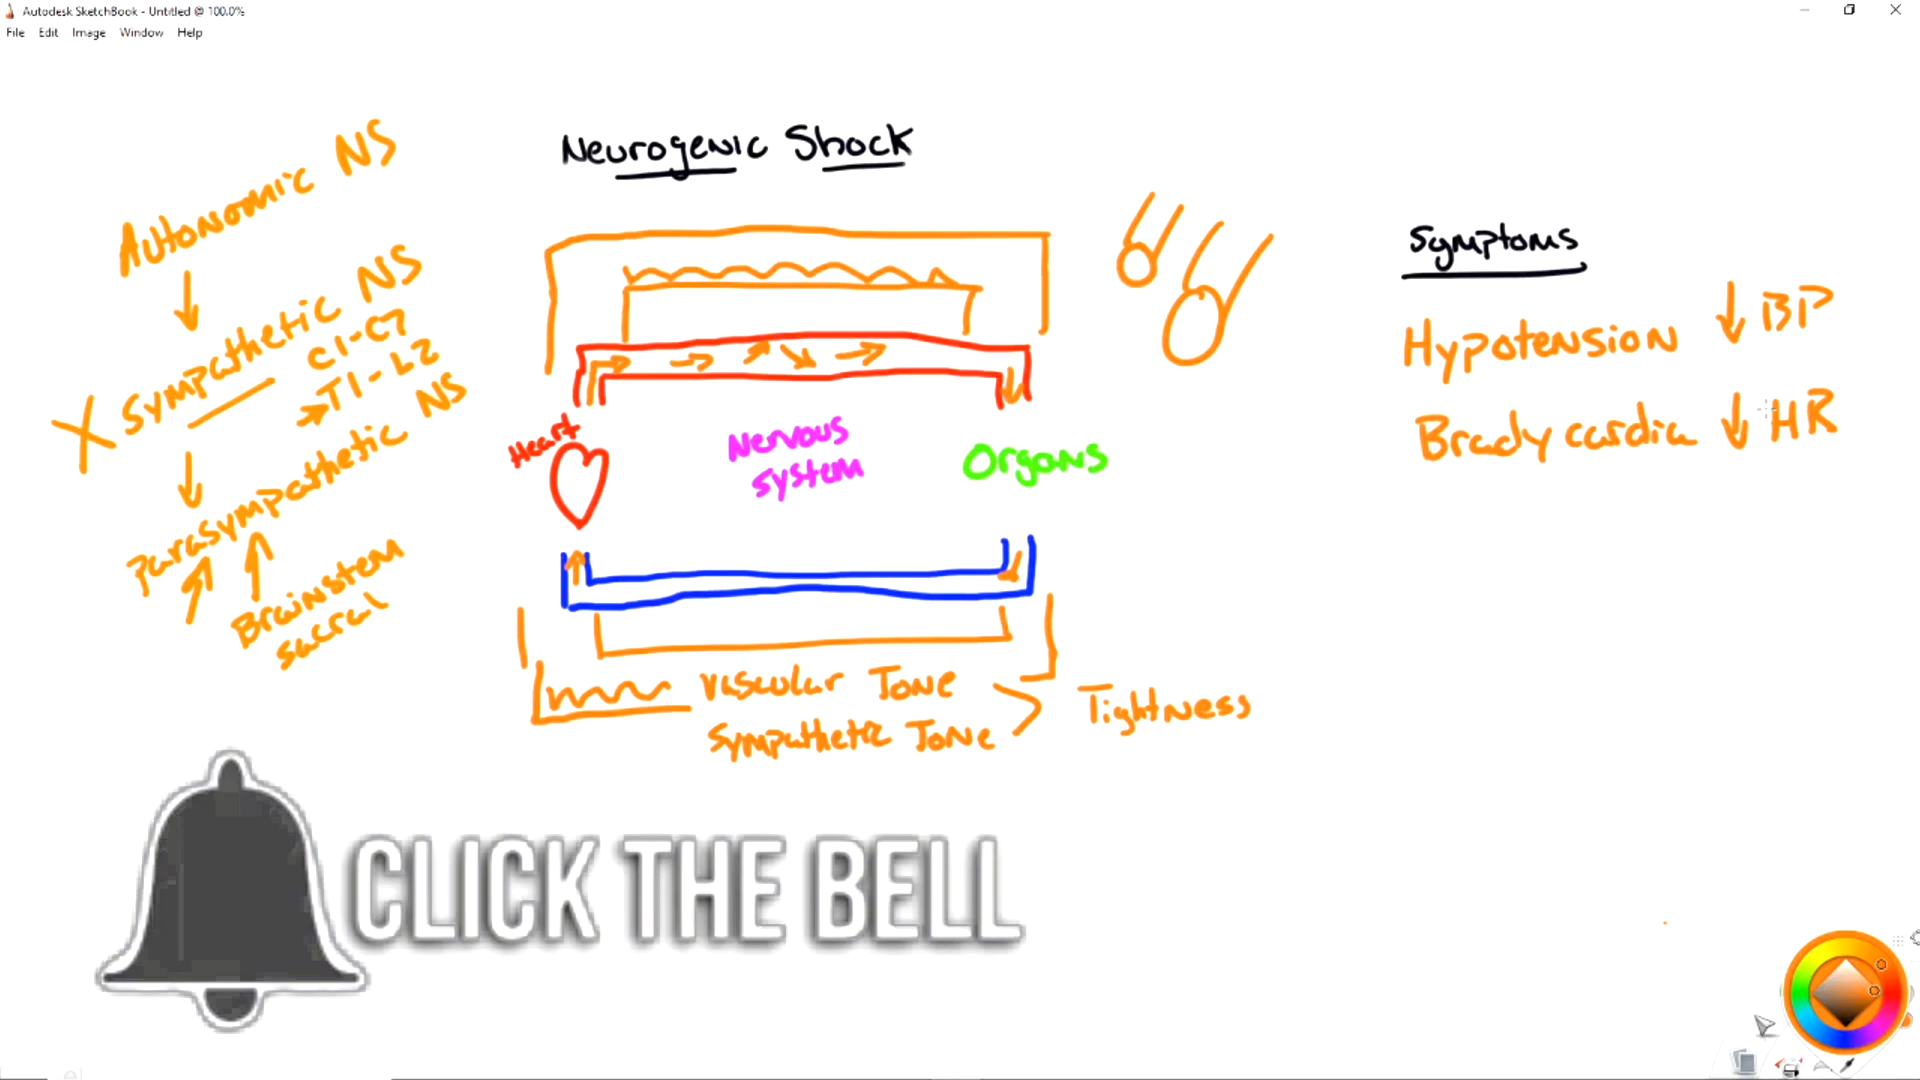 Autodesk SketchBook - Untitled @ 100.0%
File Edit Image Window Help
Neurogenic Shock
Autonomic NS
Sympathetic NS
C1-C7
T1-L2
Parasympathetic NS
Brainstem
sacral
Heart
Nervous
system
Organs
Vascular Tone
Sympathetic Tone
Tightness
Symptoms
Hypotension ↓ BP
Bradycardia ↓ HR
CLICK THE BELL